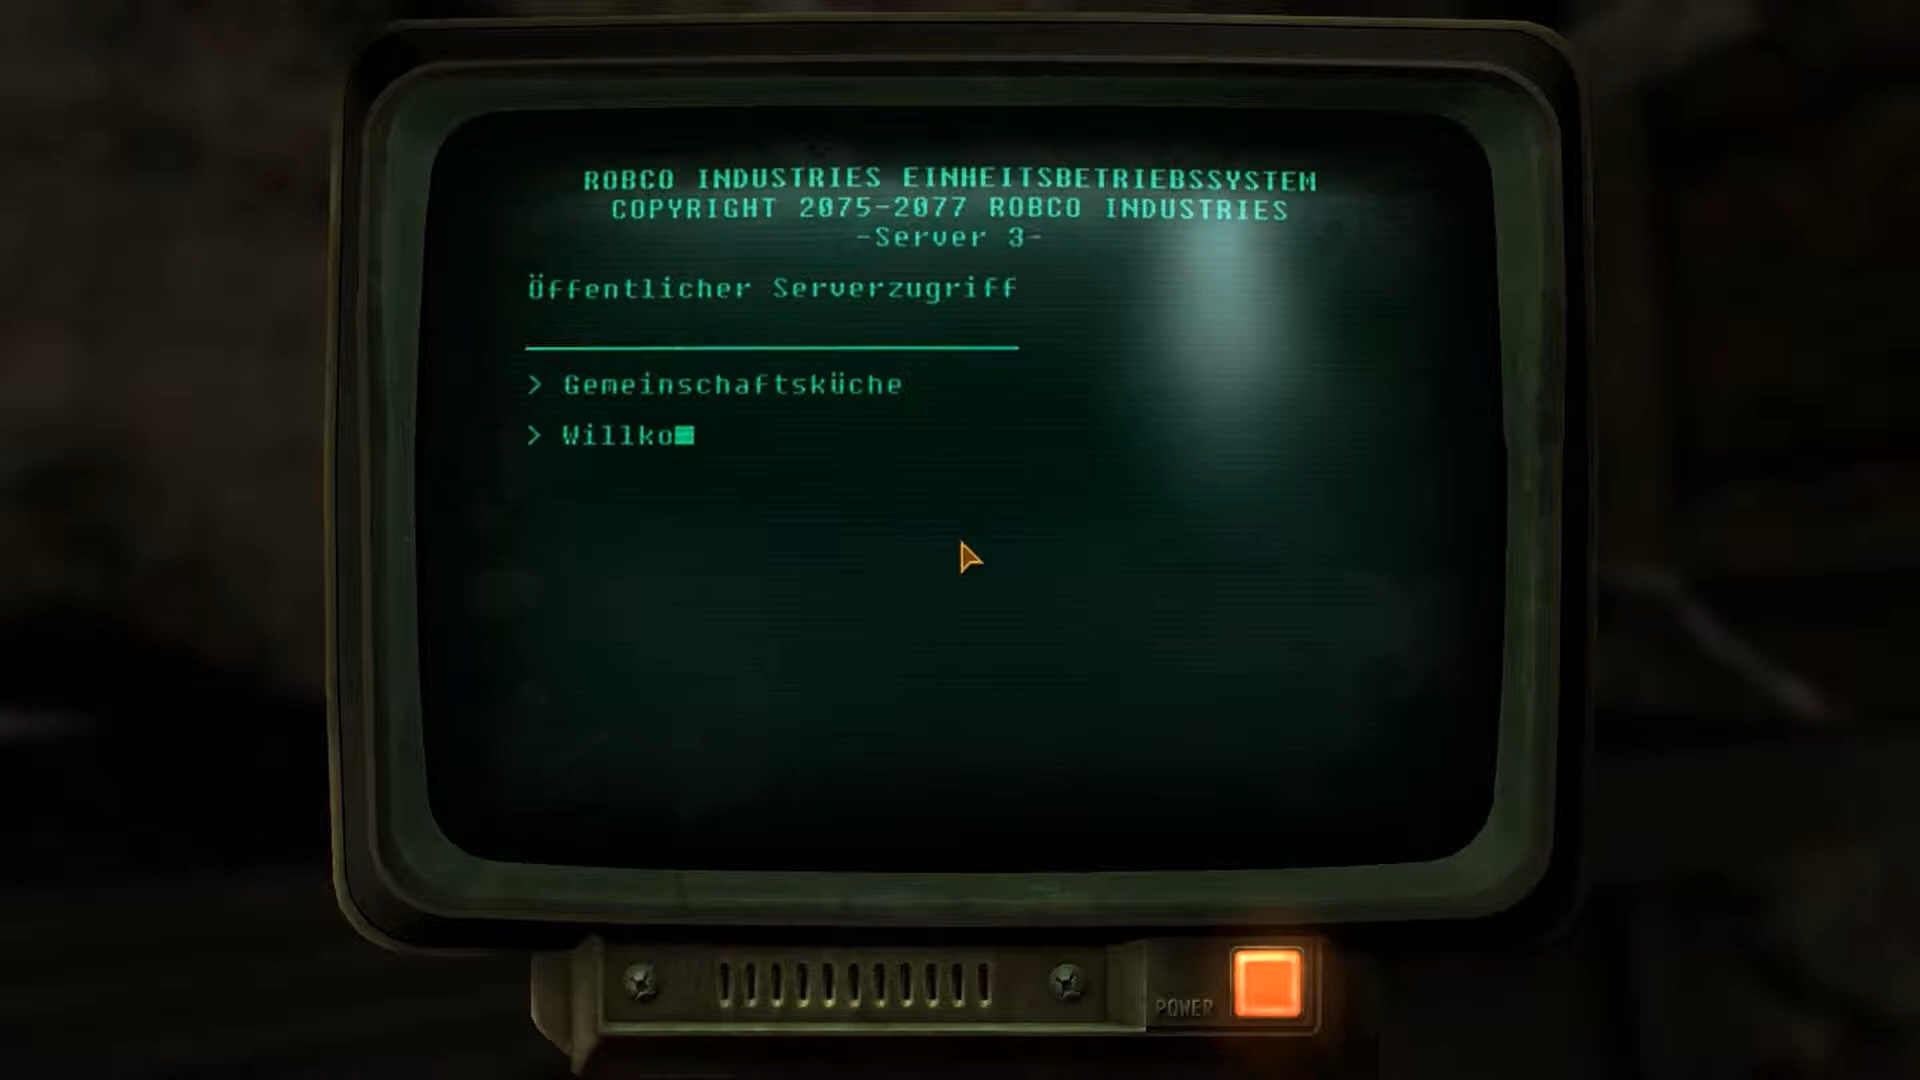 ROBCO INDUSTRIES EINHEITSBETRIEBSSYSTEM
COPYRIGHT 2075-2077 ROBCO INDUSTRIES
-Server 3-
Öffentlicher Serverzugriff
> Gemeinschaftsküche
> Willko
POWER